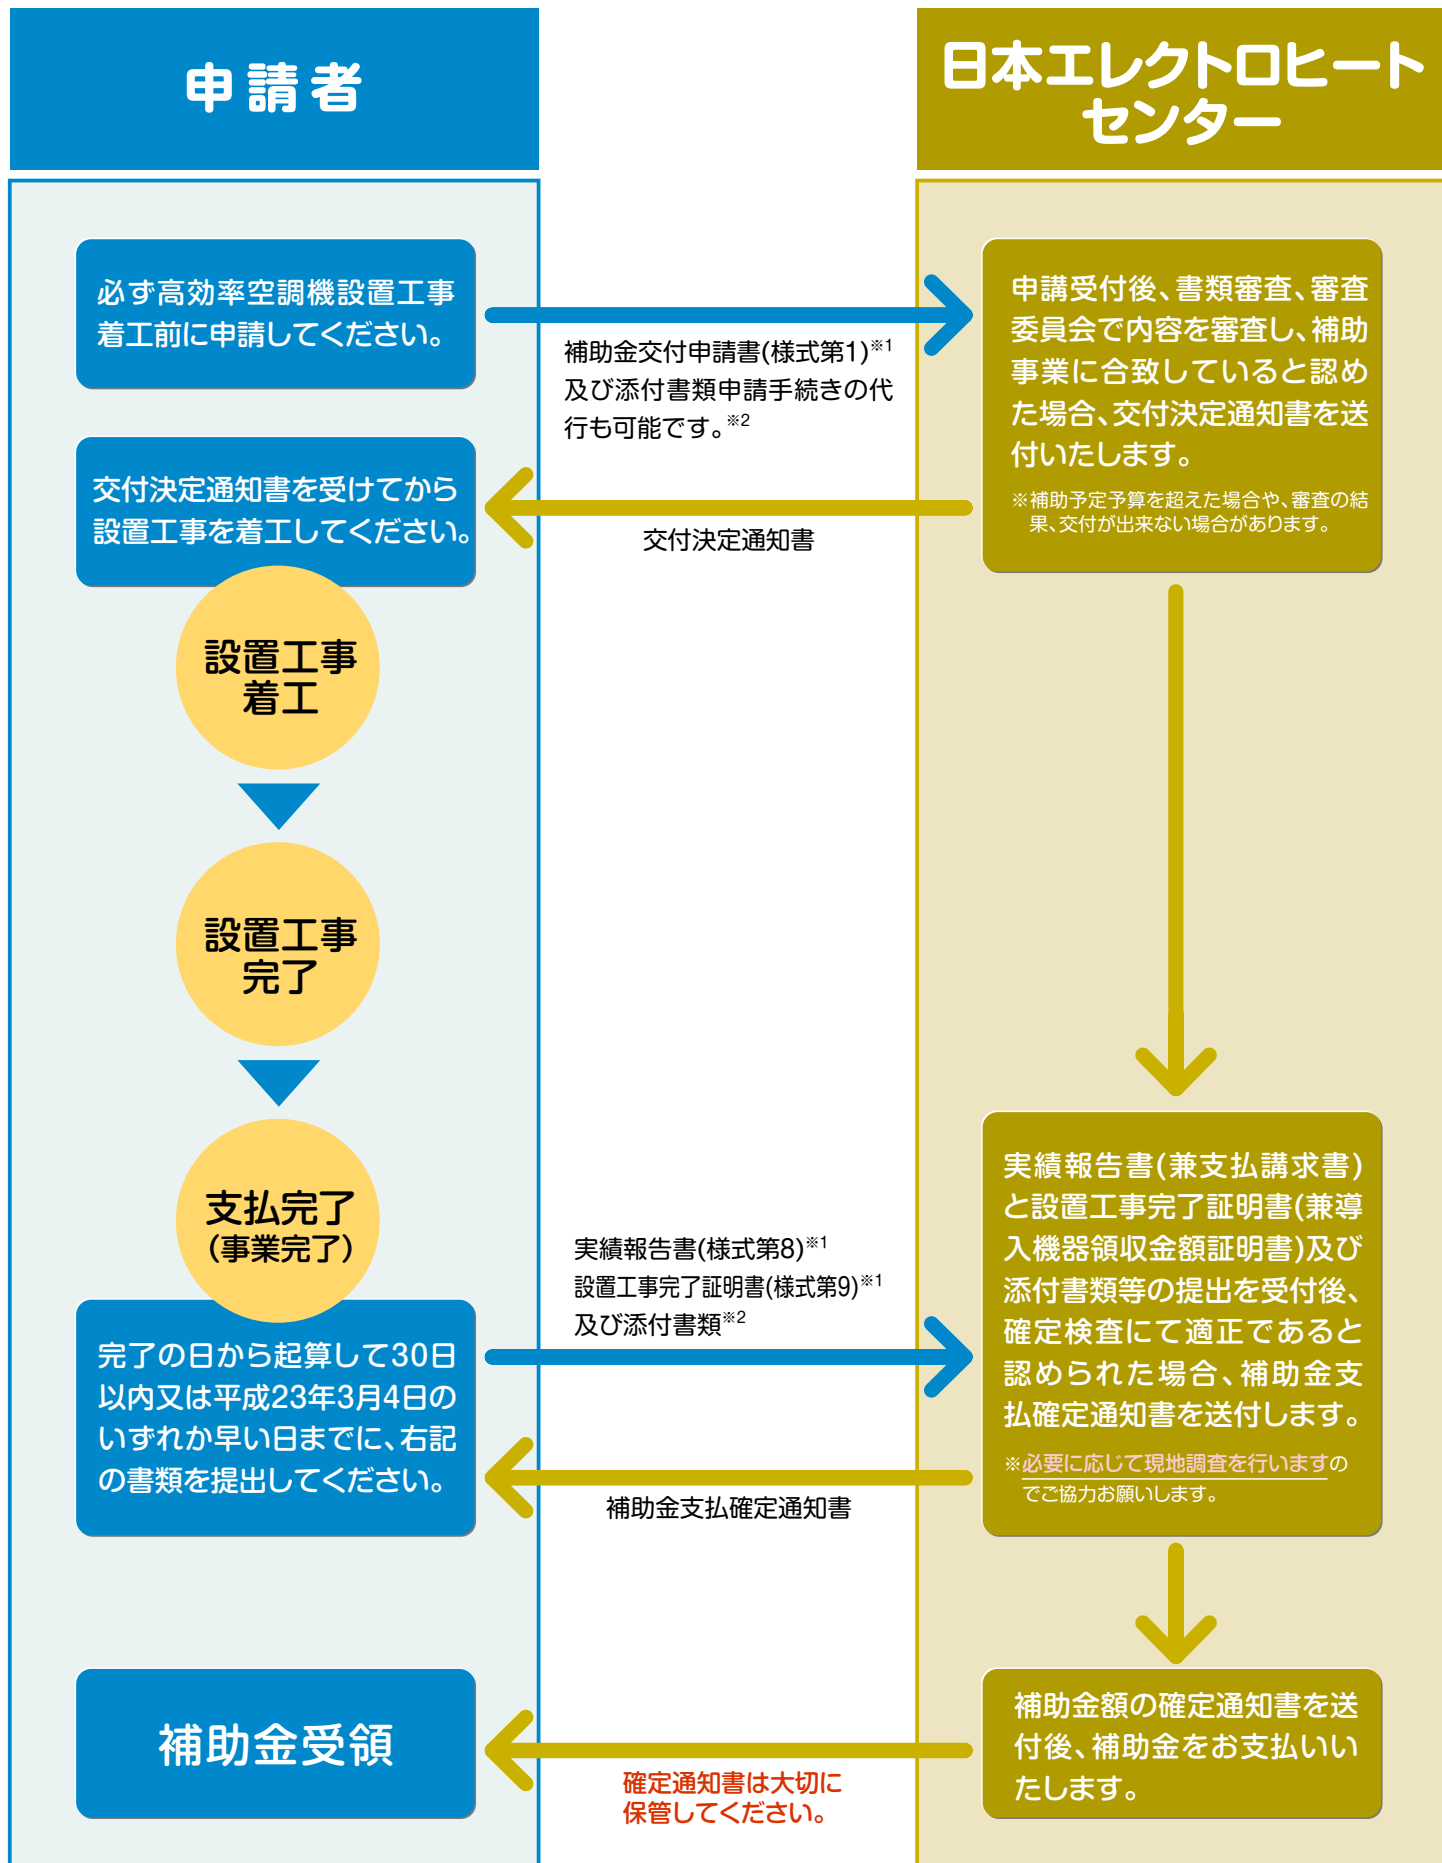 申請者
日本エレクトロヒート
センター
必ず高効率空調機設置工事
着工前に申請してください。
補助金交付申請書(様式第1)※1
及び添付書類申請手続きの代
行も可能です。※2
申講受付後、書類審査、審査
委員会で内容を審査し、補助
事業に合致していると認め
た場合、交付決定通知書を送
付いたします。
※補助予定予算を超えた場合や、審査の結
果、交付が出来ない場合があります。
交付決定通知書を受けてから
設置工事を着工してください。
交付決定通知書
設置工事
着工
設置工事
完了
支払完了
(事業完了)
実績報告書(様式第8)※1
設置工事完了証明書(様式第9)※1
及び添付書類※2
実績報告書(兼支払講求書)
と設置工事完了証明書(兼導
入機器領収金額証明書)及び
添付書類等の提出を受付後、
確定検査にて適正であると
認められた場合、補助金支
払確定通知書を送付します。
※必要に応じて現地調査を行いますの
でご協力お願いします。
完了の日から起算して30日
以内又は平成23年3月4日の
いずれか早い日までに、右記
の書類を提出してください。
補助金支払確定通知書
補助金受領
確定通知書は大切に
保管してください。
補助金額の確定通知書を送
付後、補助金をお支払いい
たします。